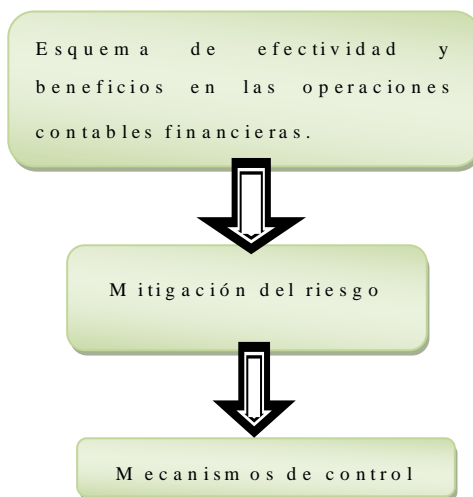 Esquema de efectividad y
beneficios en las operaciones
contables financieras.
Mitigación del riesgo
Mecanismos de control